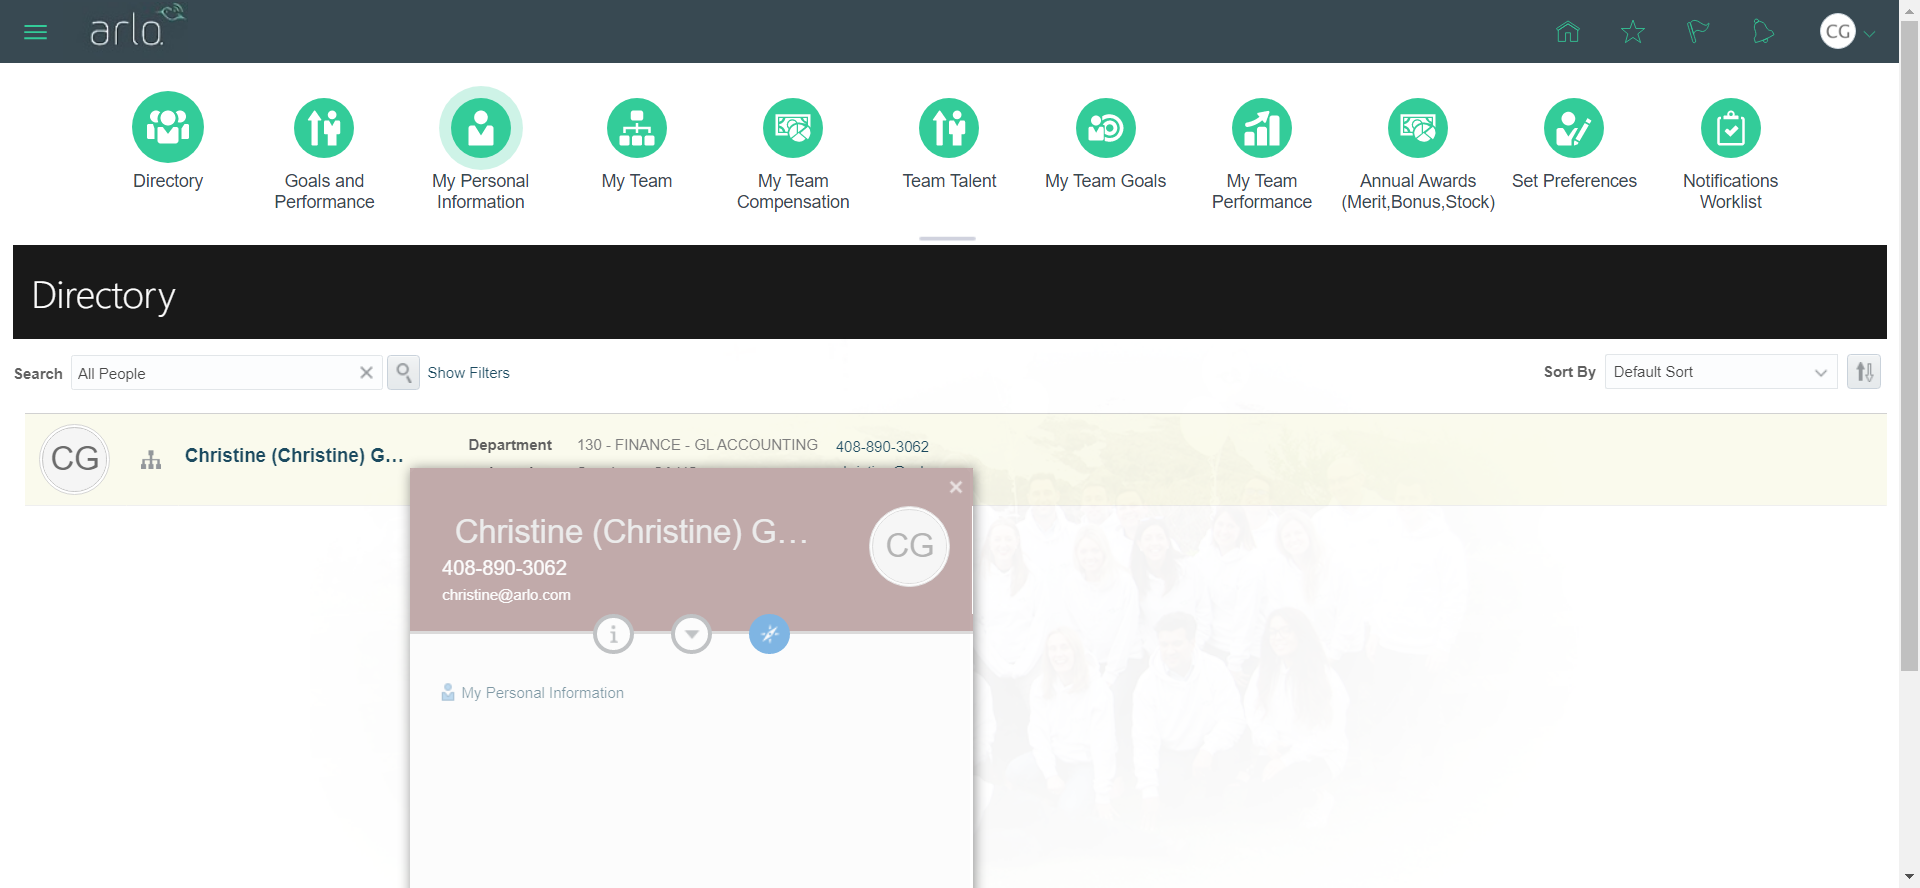 arlo
CG
Directory
Goals and
Performance
My Personal
Information
My Team
My Team
Compensation
Team Talent
My Team Goals
My Team
Performance
Annual Awards
(Merit,Bonus,Stock)
Set Preferences
Notifications
Worklist
Directory
Search
All People
Show Filters
Sort By
Default Sort
CG
Christine (Christine) G...
Department
130 - FINANCE - GL ACCOUNTING
408-890-3062
Christine (Christine) G...
CG
408-890-3062
christine@arlo.com
My Personal Information